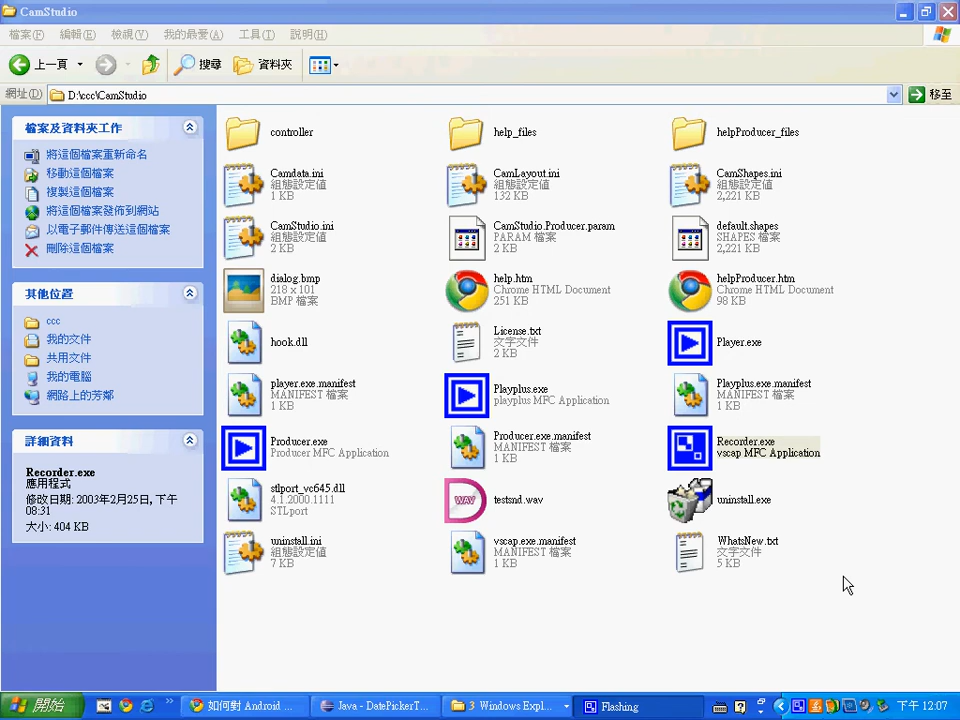 CamStudio
檔案(F) 編輯(E) 檢視(V) 我的最愛(A) 工具(T) 說明(H)
上一頁 搜尋 資料夾
網址(D) D:\ccc\CamStudio 移至
檔案及資料夾工作
將這個檔案重新命名
移動這個檔案
複製這個檔案
將這個檔案發佈到網站
以電子郵件傳送這個檔案
刪除這個檔案
其他位置
ccc
我的文件
共用文件
我的電腦
網路上的芳鄰
詳細資料
Recorder.exe
應用程式
修改日期: 2003年2月25日, 下午
08:31
大小: 404 KB
controller
help_files
helpProducer_files
Camdata.ini
組態設定值
1 KB
CamLayout.ini
組態設定值
132 KB
CamShapes.ini
組態設定值
2,221 KB
CamStudio.ini
組態設定值
2 KB
CamStudio.Producer.param
PARAM 檔案
2 KB
default.shapes
SHAPES 檔案
2,221 KB
dialog.bmp
218 x 101
BMP 檔案
help.htm
Chrome HTML Document
251 KB
helpProducer.htm
Chrome HTML Document
98 KB
hook.dll
License.txt
文字文件
2 KB
Player.exe
player.exe.manifest
MANIFEST 檔案
1 KB
Playplus.exe
playplus MFC Application
Playplus.exe.manifest
MANIFEST 檔案
1 KB
Producer.exe
Producer MFC Application
Producer.exe.manifest
MANIFEST 檔案
1 KB
Recorder.exe
vscap MFC Application
stlport_vc645.dll
4.1.2000.1111
STLport
WAV
testsnd.wav
uninstall.exe
uninstall.ini
組態設定值
7 KB
vscap.exe.manifest
MANIFEST 檔案
1 KB
WhatsNew.txt
文字文件
5 KB
開始 如何對 Android ... Java - DatePickerT... 3 Windows Expl... Flashing 下午 12:07